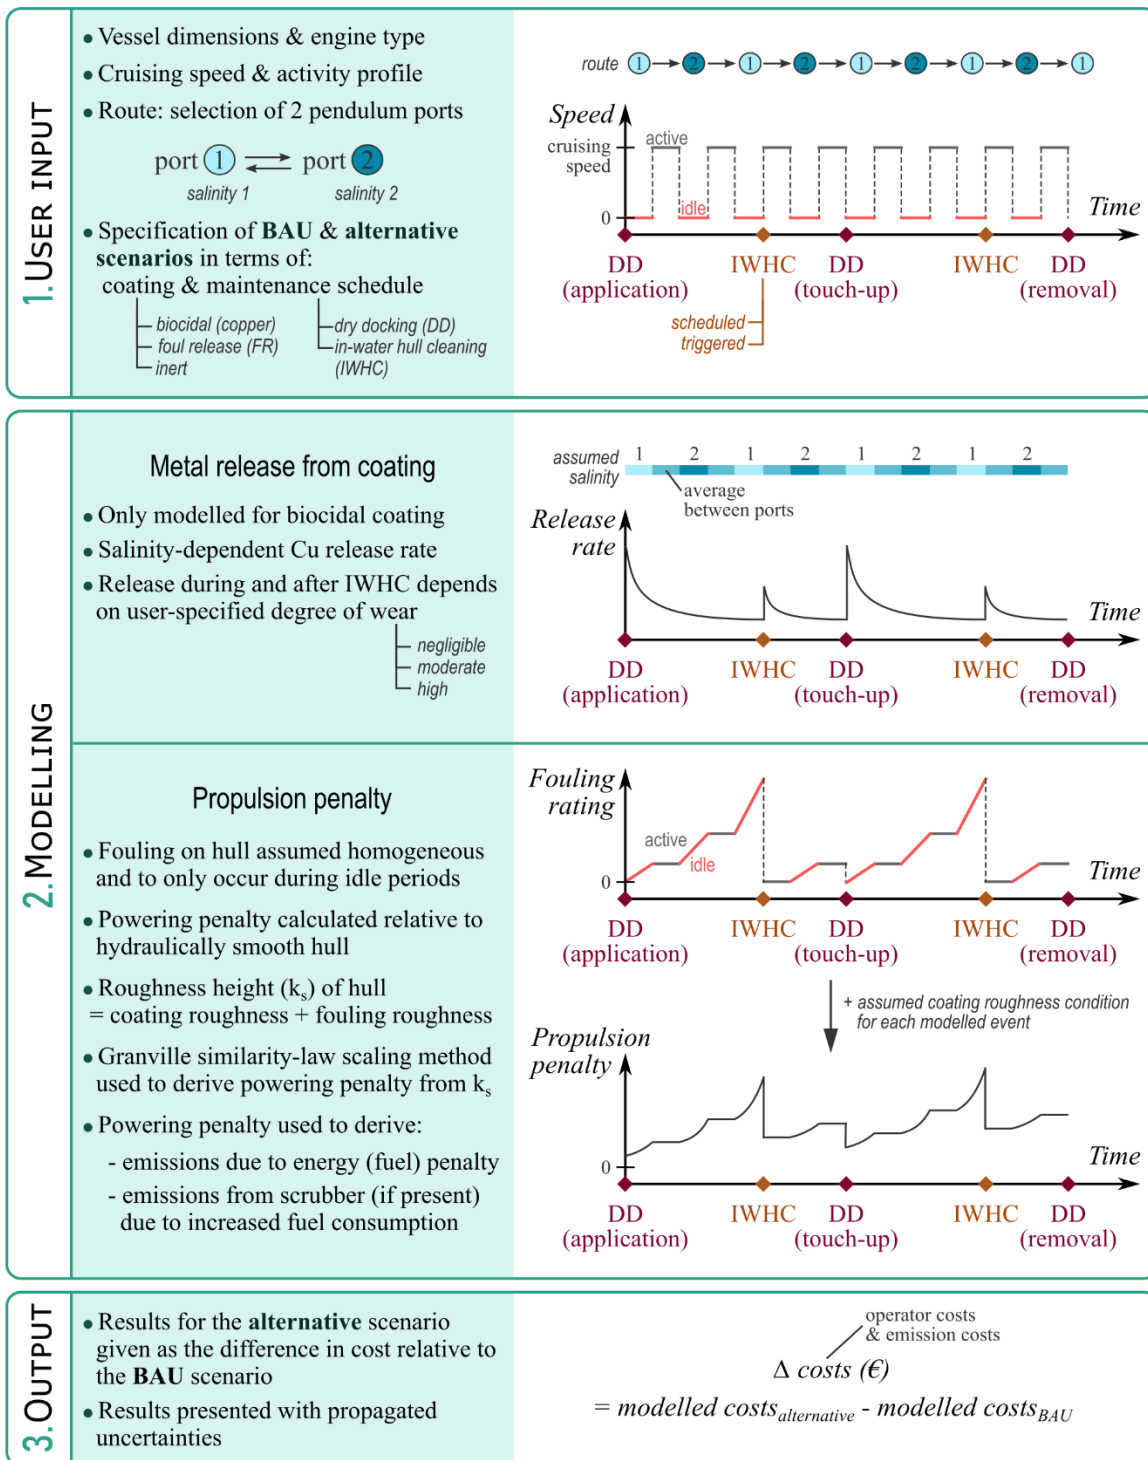 1. USER INPUT
• Vessel dimensions & engine type
• Cruising speed & activity profile
• Route: selection of 2 pendulum ports
port 1 port 2
salinity 1 salinity 2
• Specification of BAU & alternative
scenarios in terms of:
coating & maintenance schedule
biocidal (copper)
foul release (FR)
inert
dry docking (DD)
in-water hull cleaning
(IWHC)
route 1 2 1 2 1 2 1 2 1
Speed
cruising
speed
active
idle
0
Time
DD IWHC DD IWHC DD
(application) (touch-up) (removal)
scheduled
triggered
2. MODELLING
Metal release from coating
• Only modelled for biocidal coating
• Salinity-dependent Cu release rate
• Release during and after IWHC depends
on user-specified degree of wear
negligible
moderate
high
assumed
salinity
1 2 1 2 1 2 1 2
average
between ports
Release
rate
Time
DD IWHC DD IWHC DD
(application) (touch-up) (removal)
Propulsion penalty
• Fouling on hull assumed homogeneous
and to only occur during idle periods
• Powering penalty calculated relative to
hydraulically smooth hull
• Roughness height (ks) of hull
= coating roughness + fouling roughness
• Granville similarity-law scaling method
used to derive powering penalty from ks
• Powering penalty used to derive:
- emissions due to energy (fuel) penalty
- emissions from scrubber (if present)
due to increased fuel consumption
Fouling
rating
active
idle
0
Time
DD IWHC DD IWHC DD
(application) (touch-up) (removal)
+ assumed coating roughness condition
for each modelled event
Propulsion
penalty
0
Time
DD IWHC DD IWHC DD
(application) (touch-up) (removal)
3. OUTPUT
• Results for the alternative scenario
given as the difference in cost relative to
the BAU scenario
• Results presented with propagated
uncertainties
operator costs
& emission costs
Δ costs (€)
= modelled costsalternative - modelled costsBAU